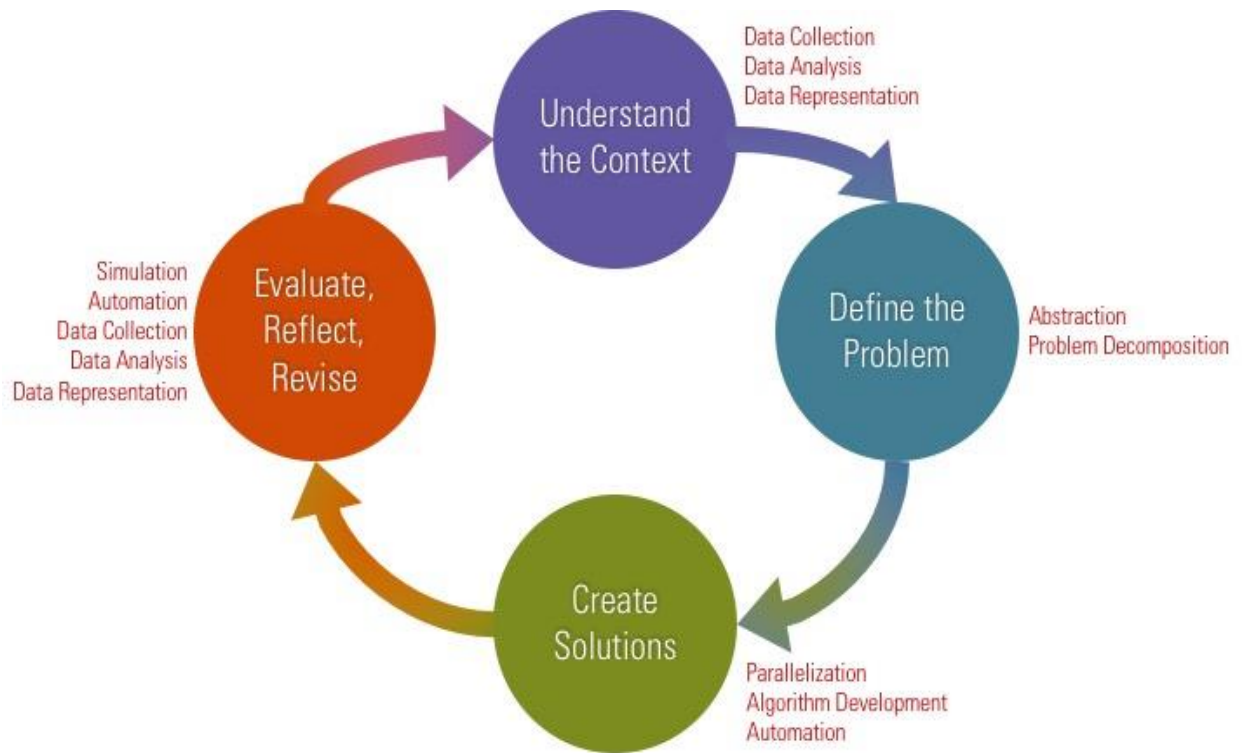 Understand
the Context
Data Collection
Data Analysis
Data Representation
Define the
Problem
Abstraction
Problem Decomposition
Create
Solutions
Parallelization
Algorithm Development
Automation
Evaluate,
Reflect,
Revise
Simulation
Automation
Data Collection
Data Analysis
Data Representation